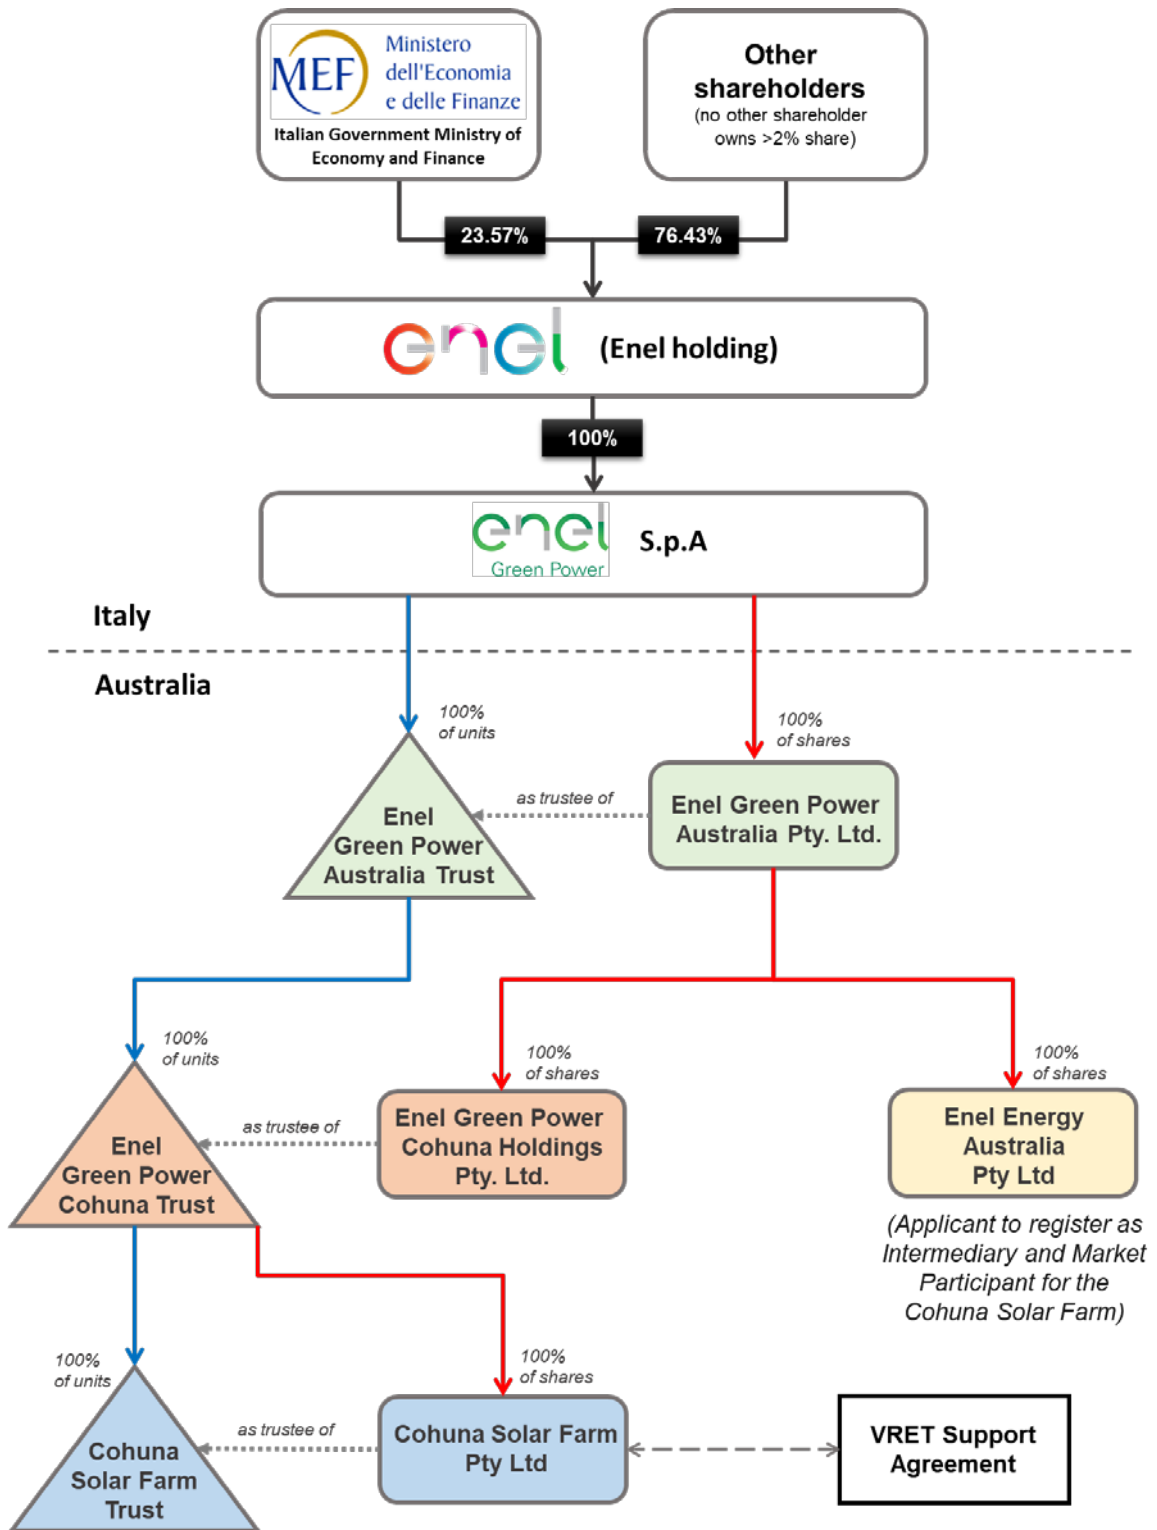 MEF
Ministero
dell'Economia
e delle Finanze
Italian Government Ministry of
Economy and Finance
Other
shareholders
(no other shareholder
owns >2% share)
23.57%
76.43%
enel
(Enel holding)
100%
enel
Green Power
S.p.A
Italy
Australia
100%
of units
100%
of shares
Enel
Green Power
Australia Trust
as trustee of
Enel Green Power
Australia Pty. Ltd.
100%
of units
100%
of shares
100%
of shares
Enel
Green Power
Cohuna Trust
as trustee of
Enel Green Power
Cohuna Holdings
Pty. Ltd.
Enel Energy
Australia
Pty Ltd
(Applicant to register as
Intermediary and Market
Participant for the
Cohuna Solar Farm)
100%
of units
100%
of shares
Cohuna
Solar Farm
Trust
as trustee of
Cohuna Solar Farm
Pty Ltd
VRET Support
Agreement